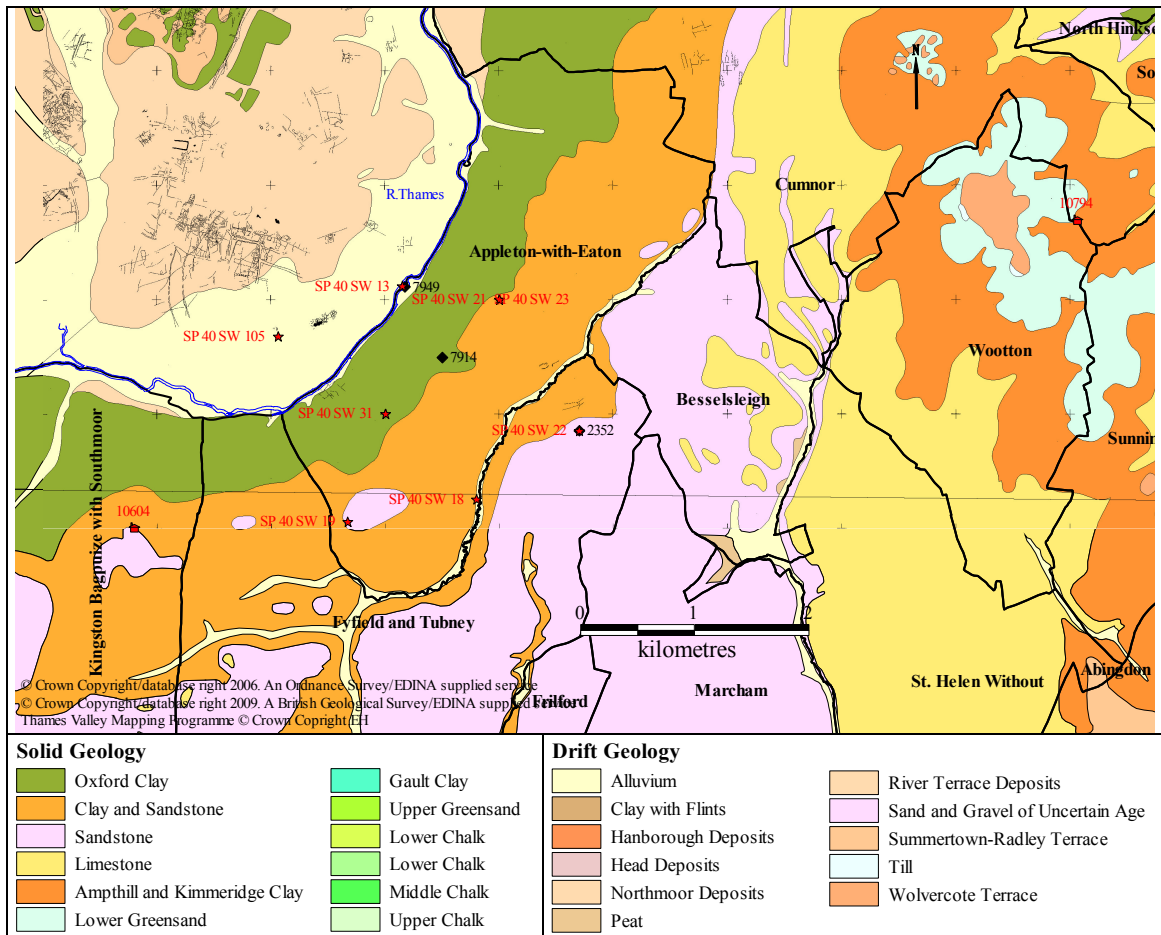 North Hinkse
N
So
Cumnor
R.Thames
10794
Appleton-with-Eaton
SP 40 SW 13
7949
SP 40 SW 21
SP 40 SW 23
SP 40 SW 105
Wootton
7914
Besselsleigh
SP 40 SW 31
SP 40 SW 22
2352
Sunnin
Kingston Bagpuize with Southmoor
SP 40 SW 18
10604
SP 40 SW 19
0 1 2
kilometres
Fyfield and Tubney
Abingdon
St. Helen Without
Marcham
Frilford
© Crown Copyright/database right 2006. An Ordnance Survey/EDINA supplied service
© Crown Copyright/database right 2009. A British Geological Survey/EDINA supplied service.
Thames Valley Mapping Programme © Crown Copright EH
Solid Geology
Oxford Clay
Clay and Sandstone
Sandstone
Limestone
Ampthill and Kimmeridge Clay
Lower Greensand
Gault Clay
Upper Greensand
Lower Chalk
Lower Chalk
Middle Chalk
Upper Chalk
Drift Geology
Alluvium
Clay with Flints
Hanborough Deposits
Head Deposits
Northmoor Deposits
Peat
River Terrace Deposits
Sand and Gravel of Uncertain Age
Summertown-Radley Terrace
Till
Wolvercote Terrace